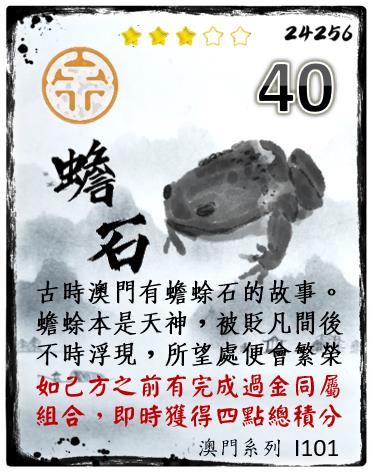 24256
40
蟾石
古時澳門有蟾蜍石的故事。
蟾蜍本是天神，被貶凡間後
不時浮現，所望處便會繁榮
如己方之前有完成過金同屬
組合，即時獲得四點總積分
澳門系列 I101